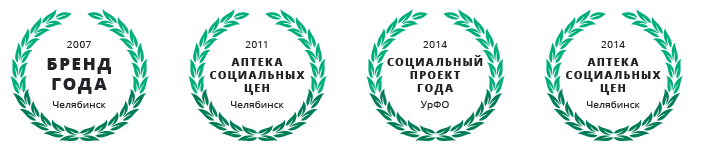 2007
БРЕНД
ГОДА
Челябинск
2011
АПТЕКА
СОЦИАЛЬНЫХ
ЦЕН
Челябинск
2014
СОЦИАЛЬНЫЙ
ПРОЕКТ
ГОДА
УрФО
2014
АПТЕКА
СОЦИАЛЬНЫХ
ЦЕН
Челябинск